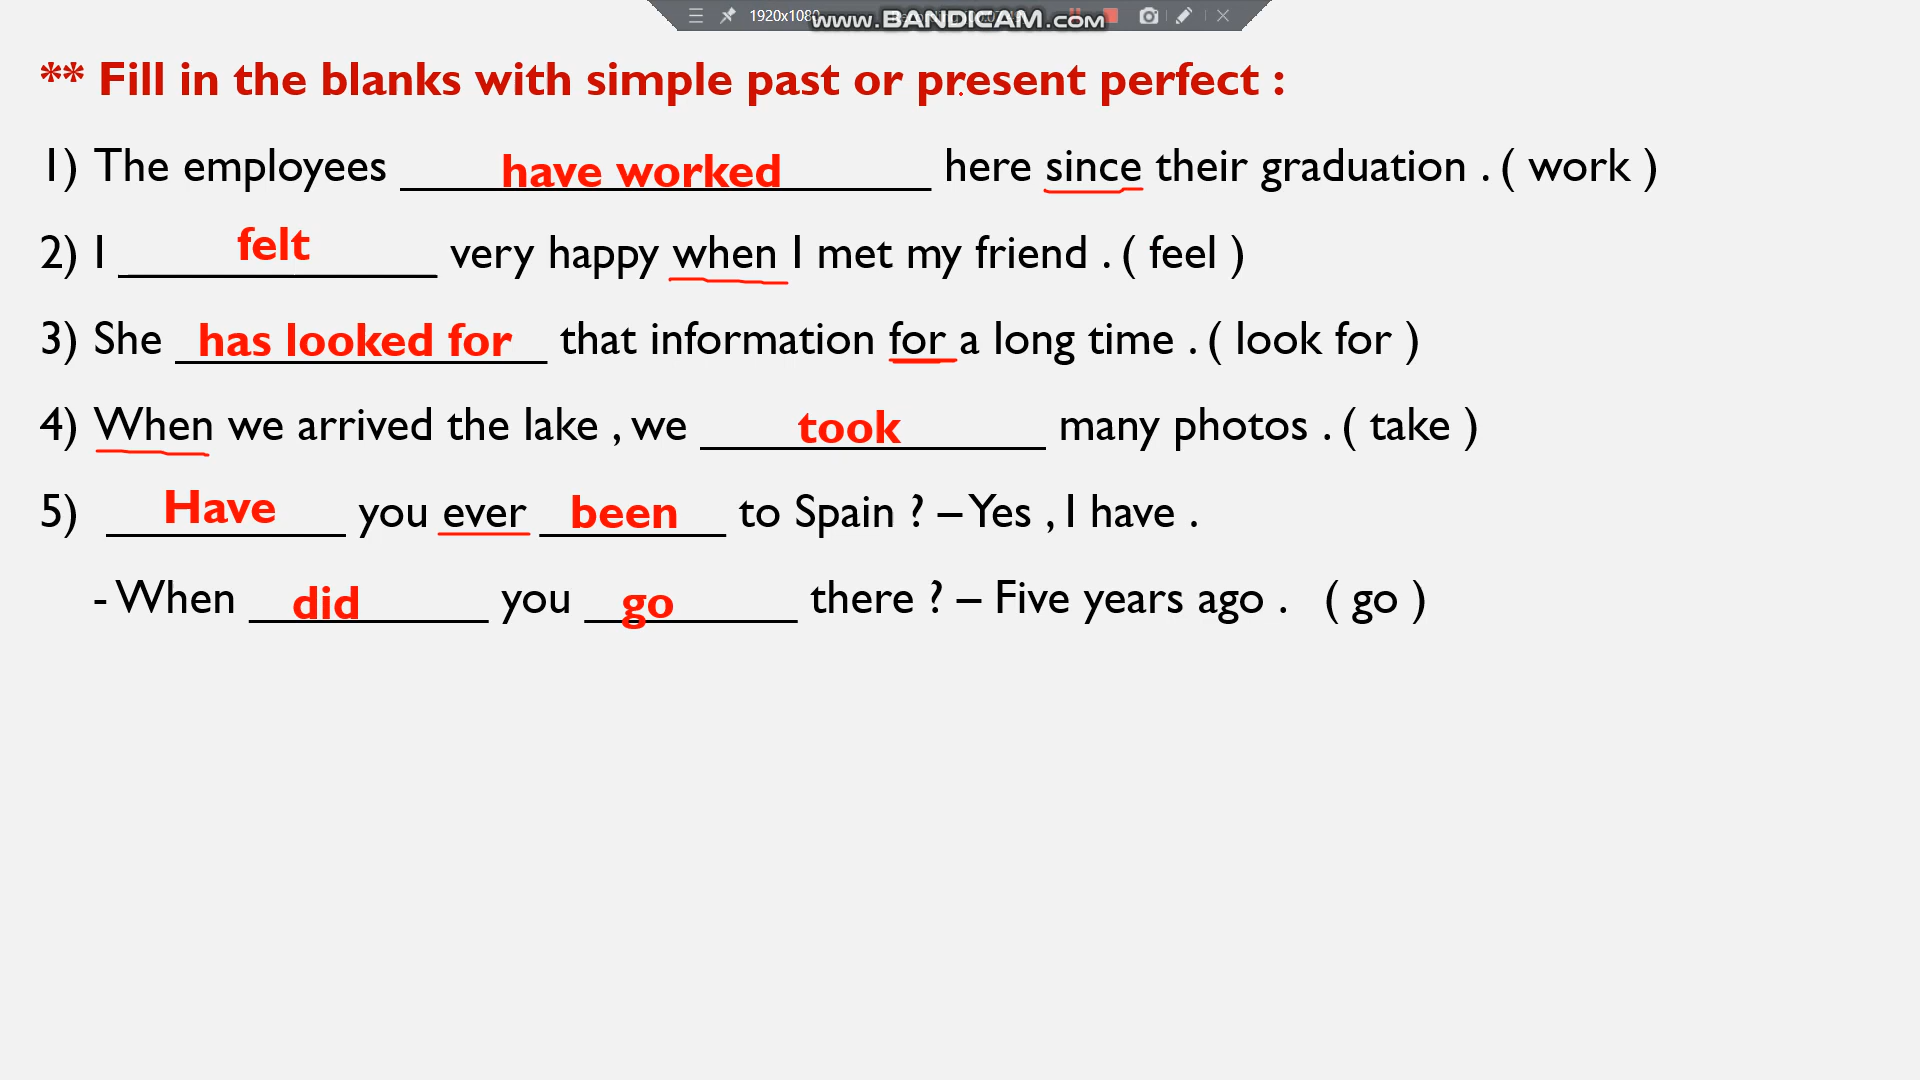 1920x1080 www.BANDICAM.com
** Fill in the blanks with simple past or present perfect :
1) The employees have worked here since their graduation . ( work )
2) I felt very happy when I met my friend . ( feel )
3) She has looked for that information for a long time . ( look for )
4) When we arrived the lake , we took many photos . ( take )
5) Have you ever been to Spain ? – Yes , I have .
- When did you go there ? – Five years ago . ( go )